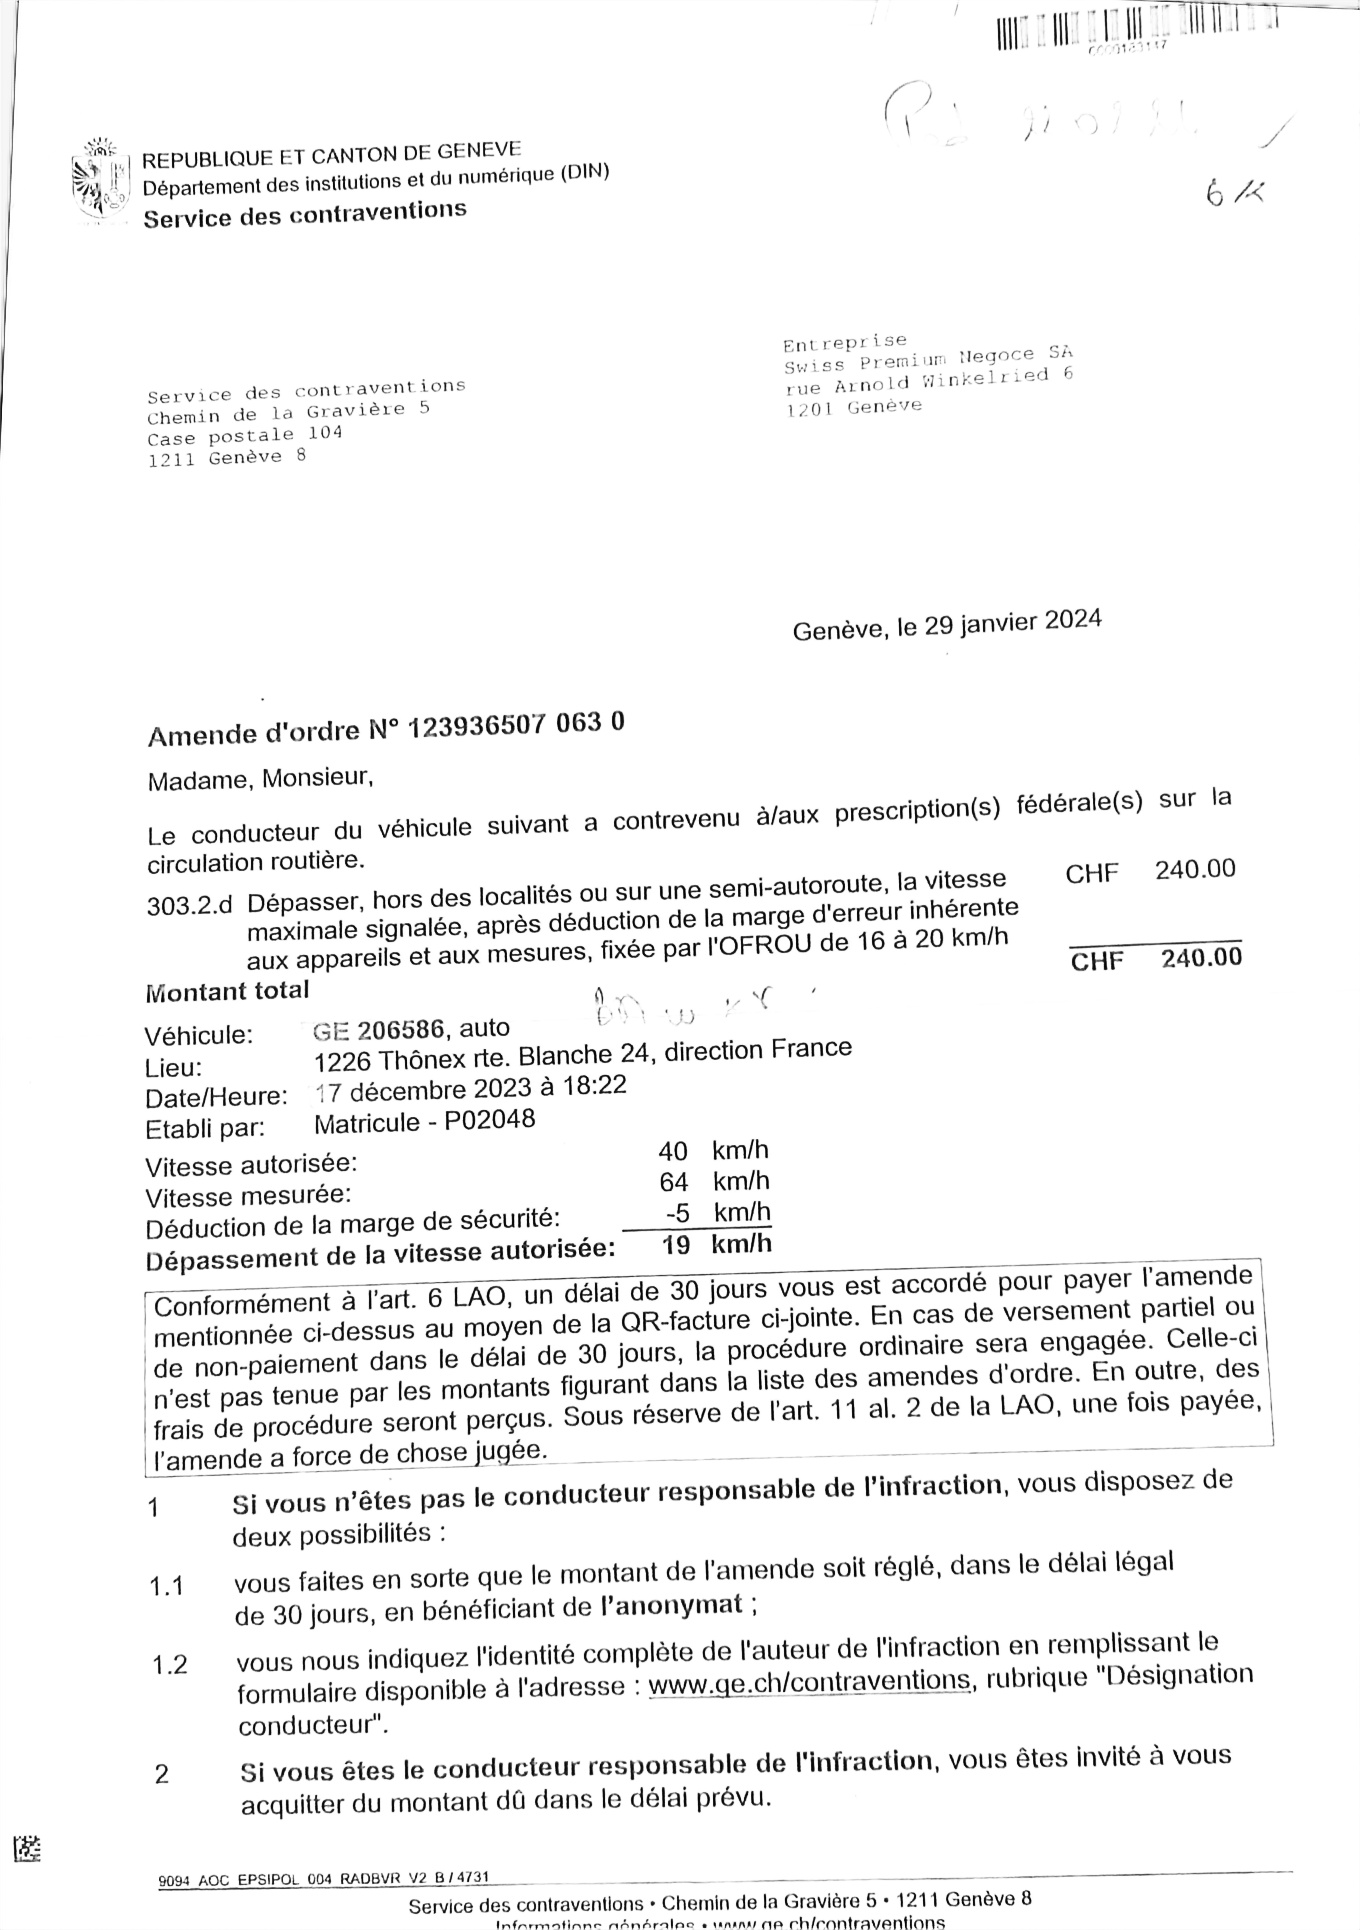 REPUBLIQUE ET CANTON DE GENEVE
Département des institutions et du numérique (DIN)
Service des contraventions
6 K
Entreprise
Swiss Premium Negoce SA
rue Arnold Winkelried 6
1201 Genève
Service des contraventions
Chemin de la Gravière 5
Case postale 104
1211 Genève 8
Genève, le 29 janvier 2024
Amende d'ordre N° 123936507 063 0
Madame, Monsieur,
Le conducteur du véhicule suivant a contrevenu à/aux prescription(s) fédérale(s) sur la
circulation routière.
303.2.d Dépasser, hors des localités ou sur une semi-autoroute, la vitesse CHF 240.00
maximale signalée, après déduction de la marge d'erreur inhérente
aux appareils et aux mesures, fixée par l'OFROU de 16 à 20 km/h
Montant total CHF 240.00
Véhicule: GE 206586, auto
Lieu: 1226 Thônex rte. Blanche 24, direction France
Date/Heure: 17 décembre 2023 à 18:22
Etabli par: Matricule - P02048
Vitesse autorisée: 40 km/h
Vitesse mesurée: 64 km/h
Déduction de la marge de sécurité: -5 km/h
Dépassement de la vitesse autorisée: 19 km/h
Conformément à l'art. 6 LAO, un délai de 30 jours vous est accordé pour payer l'amende
mentionnée ci-dessus au moyen de la QR-facture ci-jointe. En cas de versement partiel ou
de non-paiement dans le délai de 30 jours, la procédure ordinaire sera engagée. Celle-ci
n'est pas tenue par les montants figurant dans la liste des amendes d'ordre. En outre, des
frais de procédure seront perçus. Sous réserve de l'art. 11 al. 2 de la LAO, une fois payée,
l'amende a force de chose jugée.
1 Si vous n'êtes pas le conducteur responsable de l'infraction, vous disposez de
deux possibilités :
1.1 vous faites en sorte que le montant de l'amende soit réglé, dans le délai légal
de 30 jours, en bénéficiant de l'anonymat ;
1.2 vous nous indiquez l'identité complète de l'auteur de l'infraction en remplissant le
formulaire disponible à l'adresse : www.ge.ch/contraventions, rubrique "Désignation
conducteur".
2 Si vous êtes le conducteur responsable de l'infraction, vous êtes invité à vous
acquitter du montant dû dans le délai prévu.
9094 AOC EPSIPOL 004 RADBVR V2 B / 4731
Service des contraventions • Chemin de la Gravière 5 • 1211 Genève 8
Informations générales • www.ge.ch/contraventions